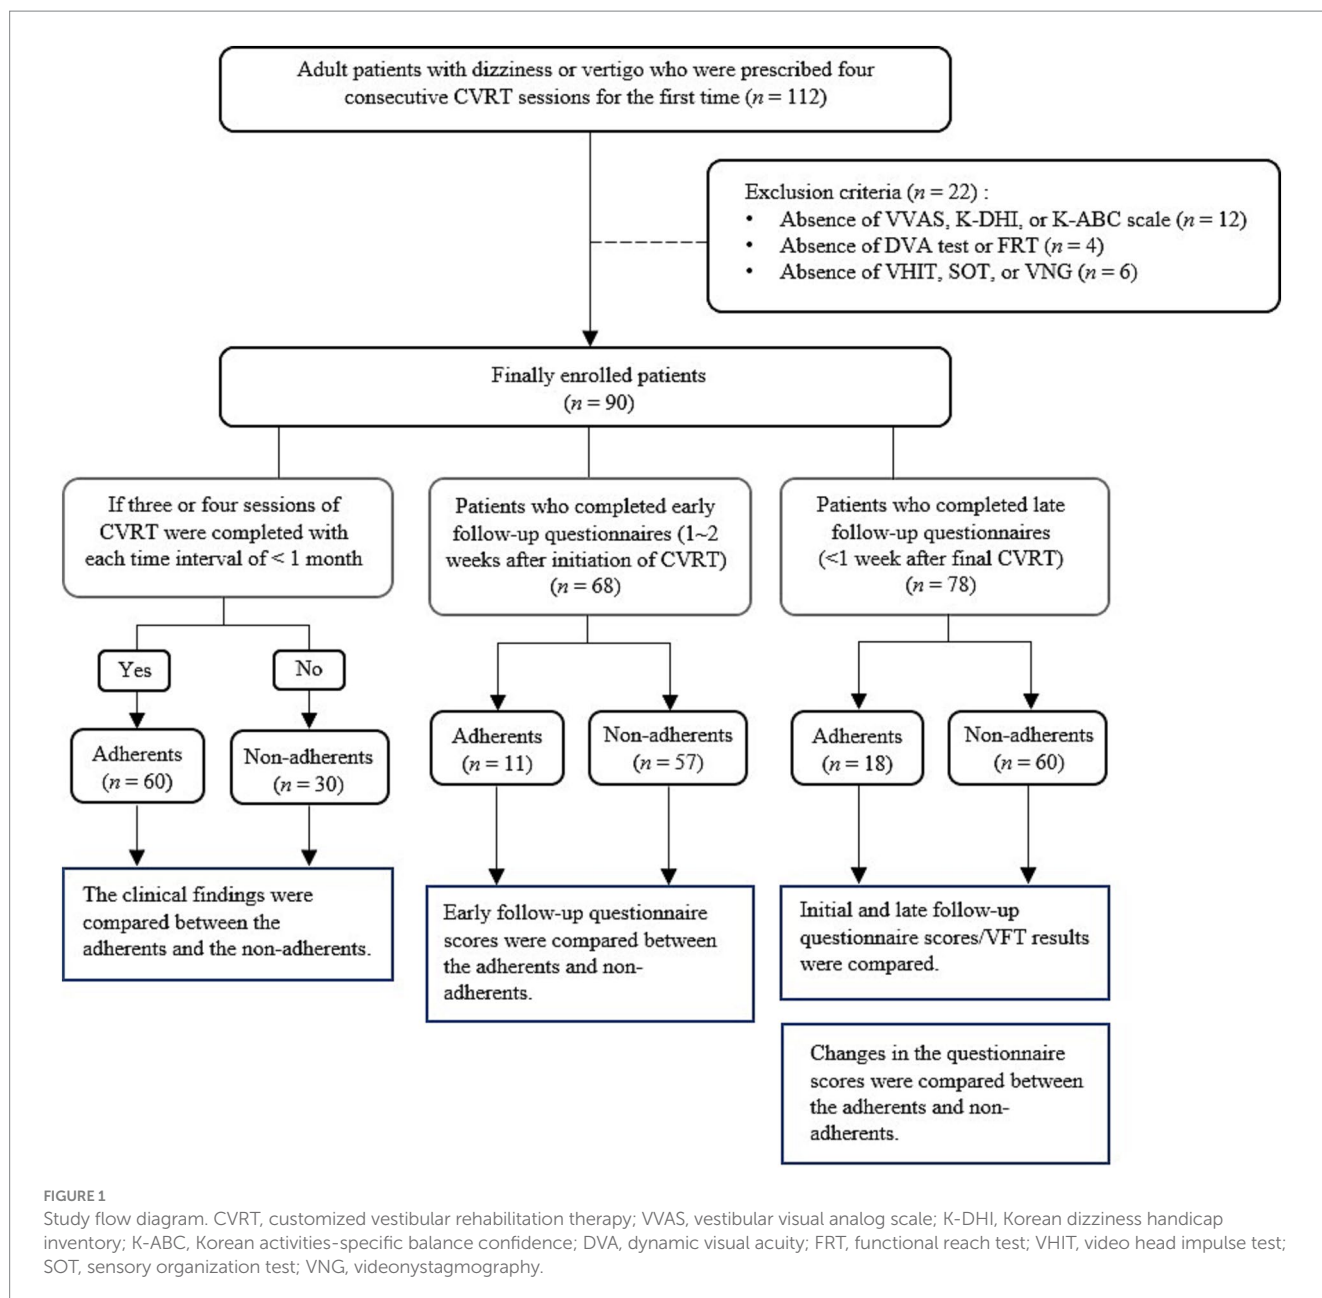 Adult patients with dizziness or vertigo who were prescribed four
consecutive CVRT sessions for the first time (n = 112)
Exclusion criteria (n = 22) :
• Absence of VVAS, K-DHI, or K-ABC scale (n = 12)
• Absence of DVA test or FRT (n = 4)
• Absence of VHIT, SOT, or VNG (n = 6)
Finally enrolled patients
(n = 90)
If three or four sessions of
CVRT were completed with
each time interval of < 1 month
Patients who completed early
follow-up questionnaires (1~2
weeks after initiation of CVRT)
(n = 68)
Patients who completed late
follow-up questionnaires
(<1 week after final CVRT)
(n = 78)
Yes
No
Adherents
(n = 60)
Non-adherents
(n = 30)
Adherents
(n = 11)
Non-adherents
(n = 57)
Adherents
(n = 18)
Non-adherents
(n = 60)
The clinical findings were
compared between the
adherents and the non-adherents.
Early follow-up questionnaire
scores were compared between
the adherents and non-
adherents.
Initial and late follow-up
questionnaire scores/VFT results
were compared.
Changes in the questionnaire
scores were compared between
the adherents and non-
adherents.
FIGURE 1
Study flow diagram. CVRT, customized vestibular rehabilitation therapy; VVAS, vestibular visual analog scale; K-DHI, Korean dizziness handicap
inventory; K-ABC, Korean activities-specific balance confidence; DVA, dynamic visual acuity; FRT, functional reach test; VHIT, video head impulse test;
SOT, sensory organization test; VNG, videonystagmography.